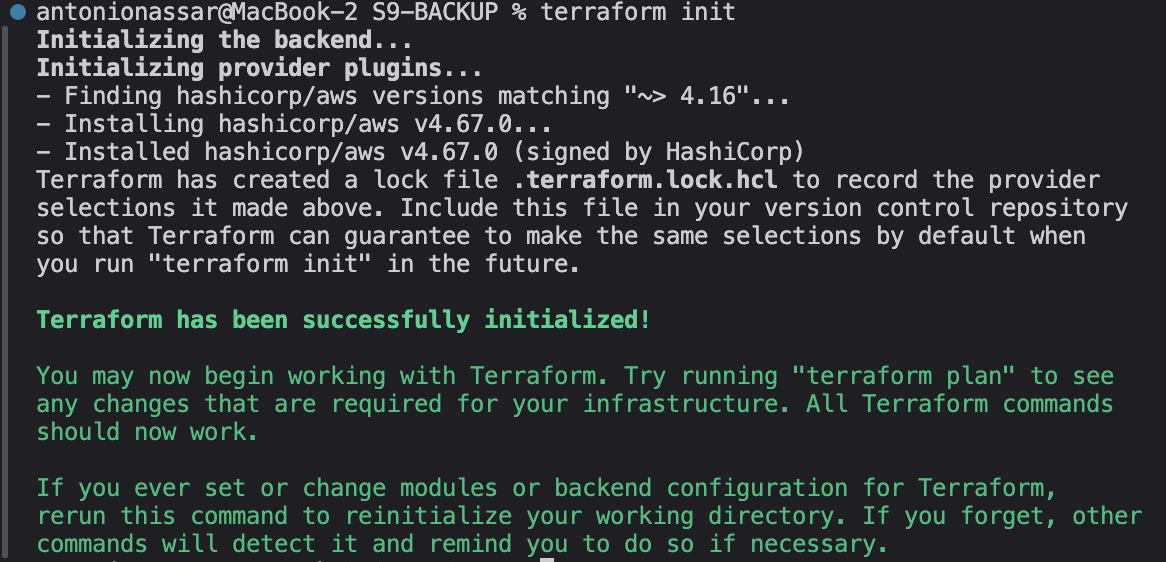 antonionassar@MacBook-2 S9-BACKUP % terraform init
Initializing the backend...
Initializing provider plugins...
- Finding hashicorp/aws versions matching "~> 4.16"...
- Installing hashicorp/aws v4.67.0...
- Installed hashicorp/aws v4.67.0 (signed by HashiCorp)
Terraform has created a lock file .terraform.lock.hcl to record the provider
selections it made above. Include this file in your version control repository
so that Terraform can guarantee to make the same selections by default when
you run "terraform init" in the future.
Terraform has been successfully initialized!
You may now begin working with Terraform. Try running "terraform plan" to see
any changes that are required for your infrastructure. All Terraform commands
should now work.
If you ever set or change modules or backend configuration for Terraform,
rerun this command to reinitialize your working directory. If you forget, other
commands will detect it and remind you to do so if necessary.